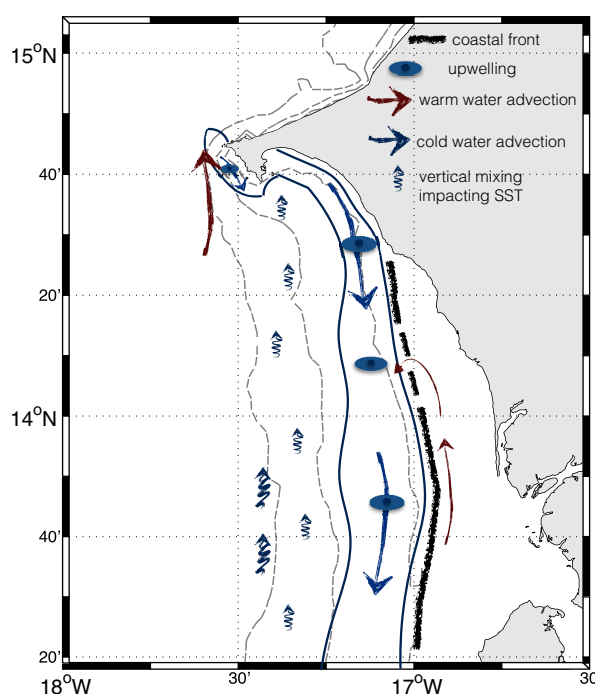 15°N
coastal front
upwelling
warm water advection
40'
cold water advection
vertical mixing
impacting SST
20'
14°N
40'
20'
18°W
30'
17°W
30